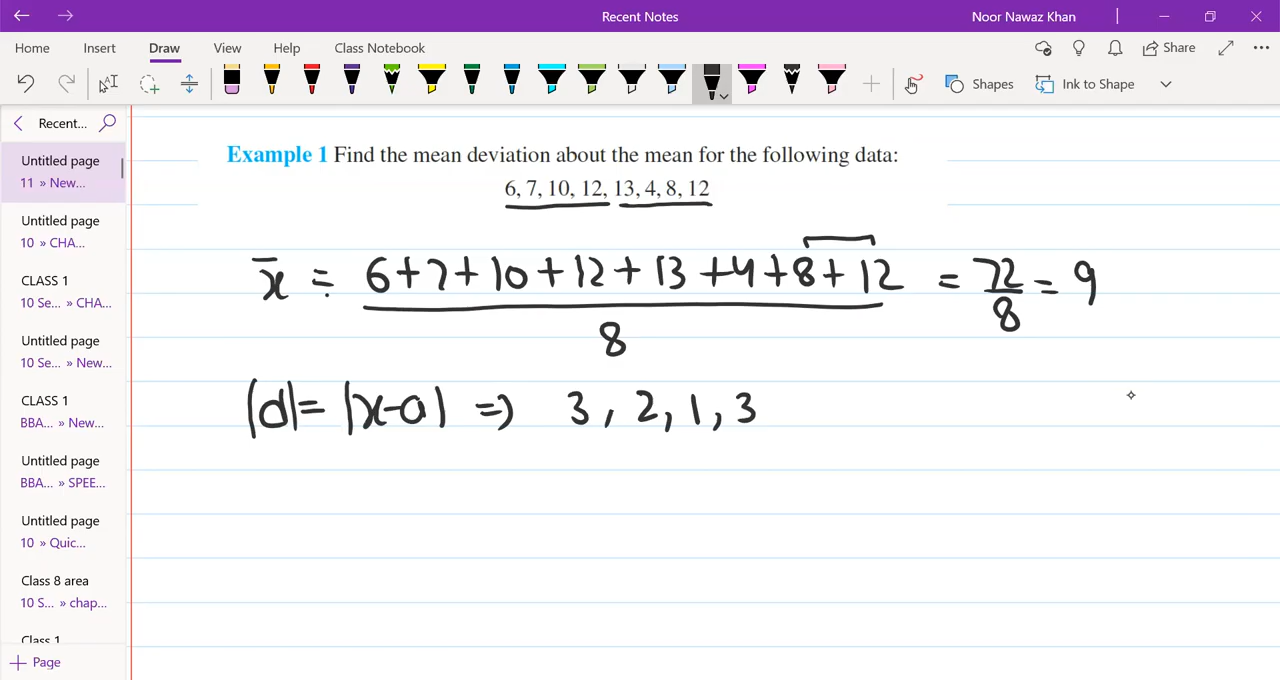 Recent Notes
Noor Nawaz Khan
Home Insert Draw View Help Class Notebook Share
Shapes Ink to Shape
Recent...
Untitled page
11 » New...
Untitled page
10 » CHA...
CLASS 1
10 Se... » CHA...
Untitled page
10 Se... » New...
CLASS 1
BBA... » New...
Untitled page
BBA... » SPEE...
Untitled page
10 » Quic...
Class 8 area
10 S... » chap...
Class 1
Page
Example 1 Find the mean deviation about the mean for the following data:
6, 7, 10, 12, 13, 4, 8, 12
x̄ = 6+7+10+12+13+4+8+12 / 8 = 72/8 = 9
|d| = |x-a| => 3, 2, 1, 3